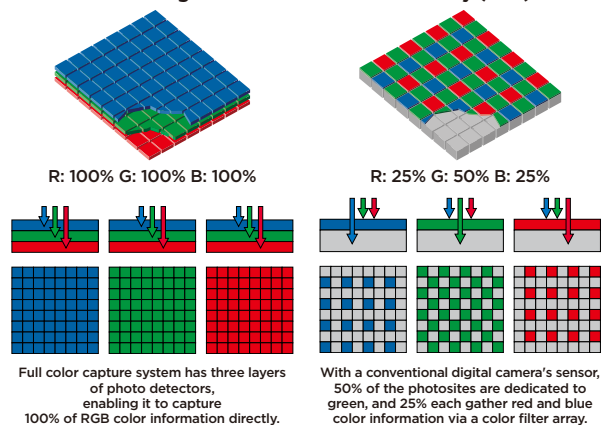 R: 100% G: 100% B: 100%
R: 25% G: 50% B: 25%
Full color capture system has three layers
of photo detectors,
enabling it to capture
100% of RGB color information directly.
With a conventional digital camera's sensor,
50% of the photosites are dedicated to
green, and 25% each gather red and blue
color information via a color filter array.